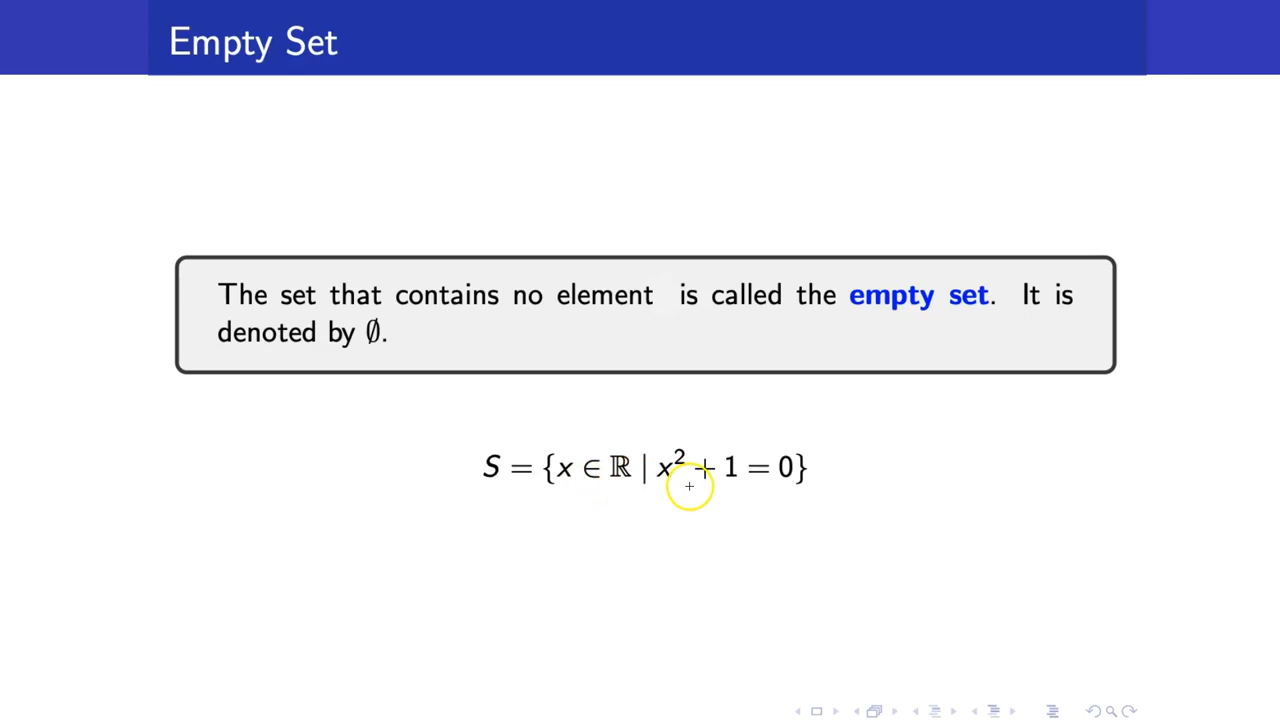 Empty Set
The set that contains no element is called the empty set. It is
denoted by ∅.
S = {x ∈ ℝ | x² + 1 = 0}